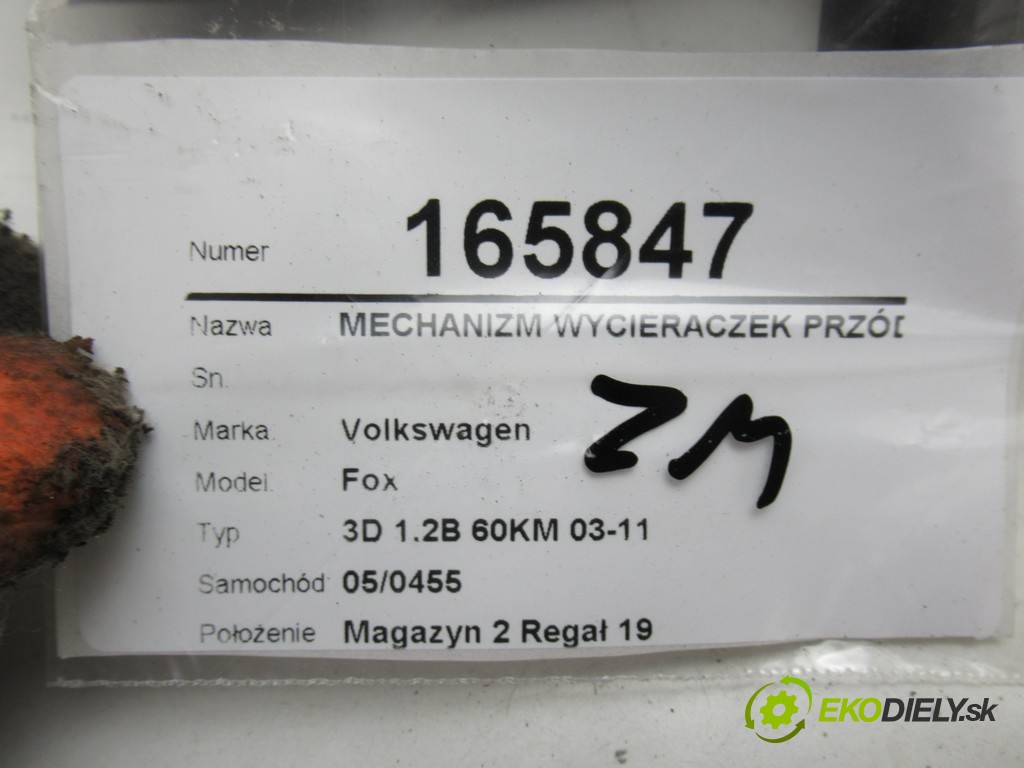 Numer 165847
Nazwa MECHANIZM WYCIERACZEK PRZÓD
Sn.
Marka. Volkswagen
Model. Fox
Typ 3D 1.2B 60KM 03-11
Samochód 05/0455
Położenie Magazyn 2 Regał 19
ZM
EKODIELY.sk